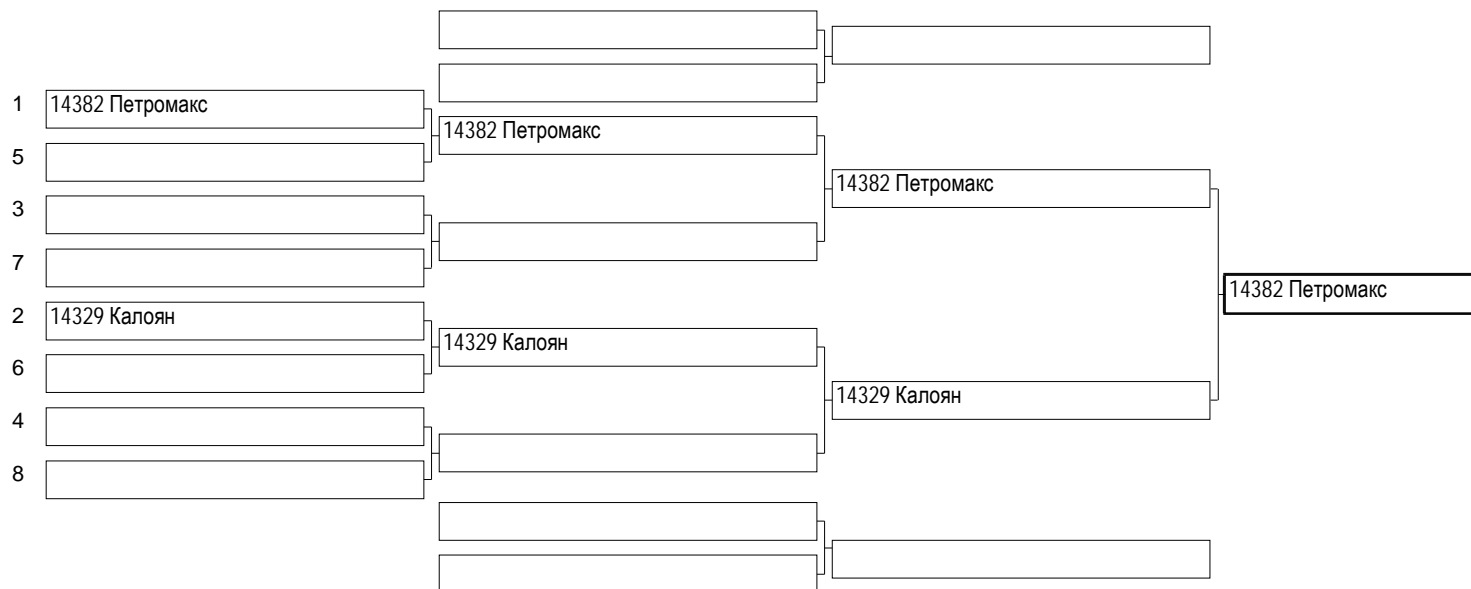 1 14382 Петромакс
5
3
7
2 14329 Калоян
6
4
8
14382 Петромакс
14329 Калоян
14382 Петромакс
14329 Калоян
14382 Петромакс